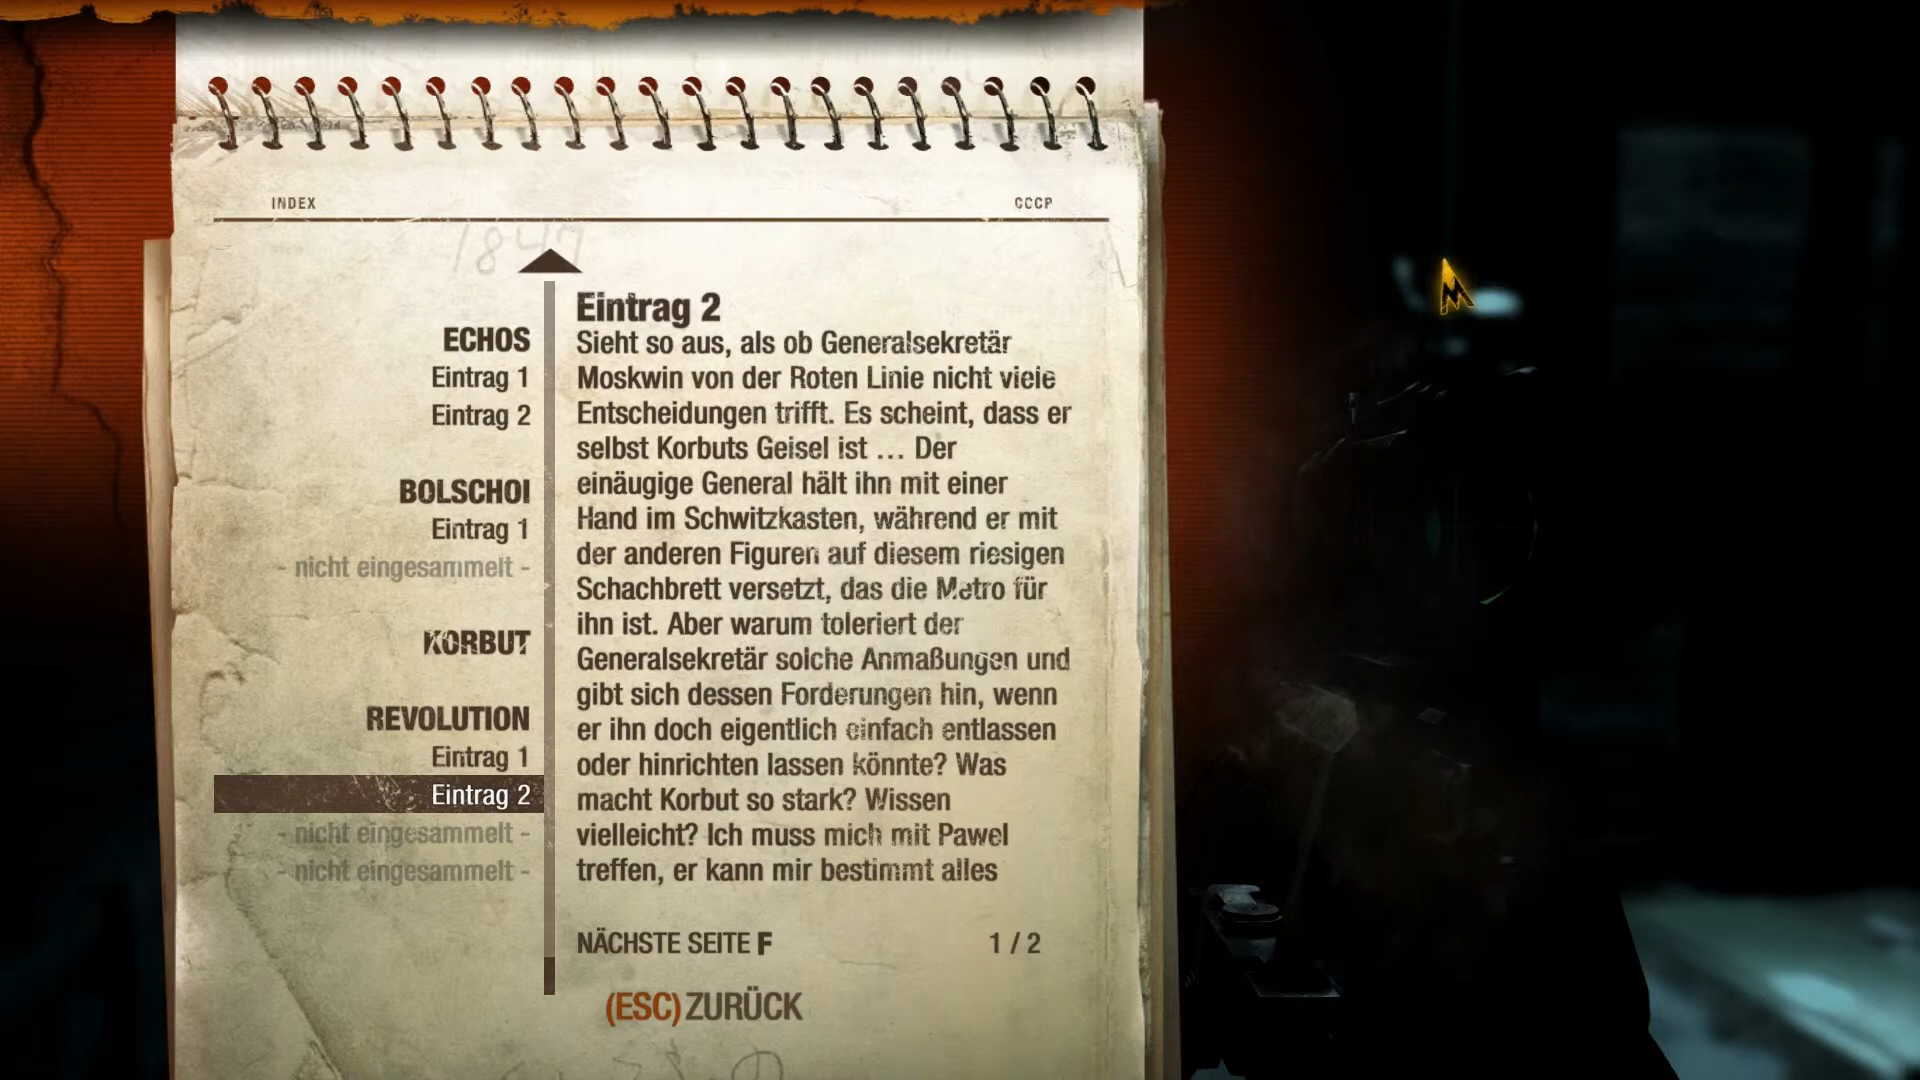 INDEX
CCCP
1847
ECHOS
Eintrag 1
Eintrag 2
BOLSCHOI
Eintrag 1
- nicht eingesammelt -
KORBUT
REVOLUTION
Eintrag 1
Eintrag 2
- nicht eingesammelt -
- nicht eingesammelt -
Eintrag 2
Sieht so aus, als ob Generalsekretär
Moskwin von der Roten Linie nicht viele
Entscheidungen trifft. Es scheint, dass er
selbst Korbuts Geisel ist … Der
einäugige General hält ihn mit einer
Hand im Schwitzkasten, während er mit
der anderen Figuren auf diesem riesigen
Schachbrett versetzt, das die Metro für
ihn ist. Aber warum toleriert der
Generalsekretär solche Anmaßungen und
gibt sich dessen Forderungen hin, wenn
er ihn doch eigentlich einfach entlassen
oder hinrichten lassen könnte? Was
macht Korbut so stark? Wissen
vielleicht? Ich muss mich mit Pawel
treffen, er kann mir bestimmt alles
NÄCHSTE SEITE F
1 / 2
(ESC) ZURÜCK